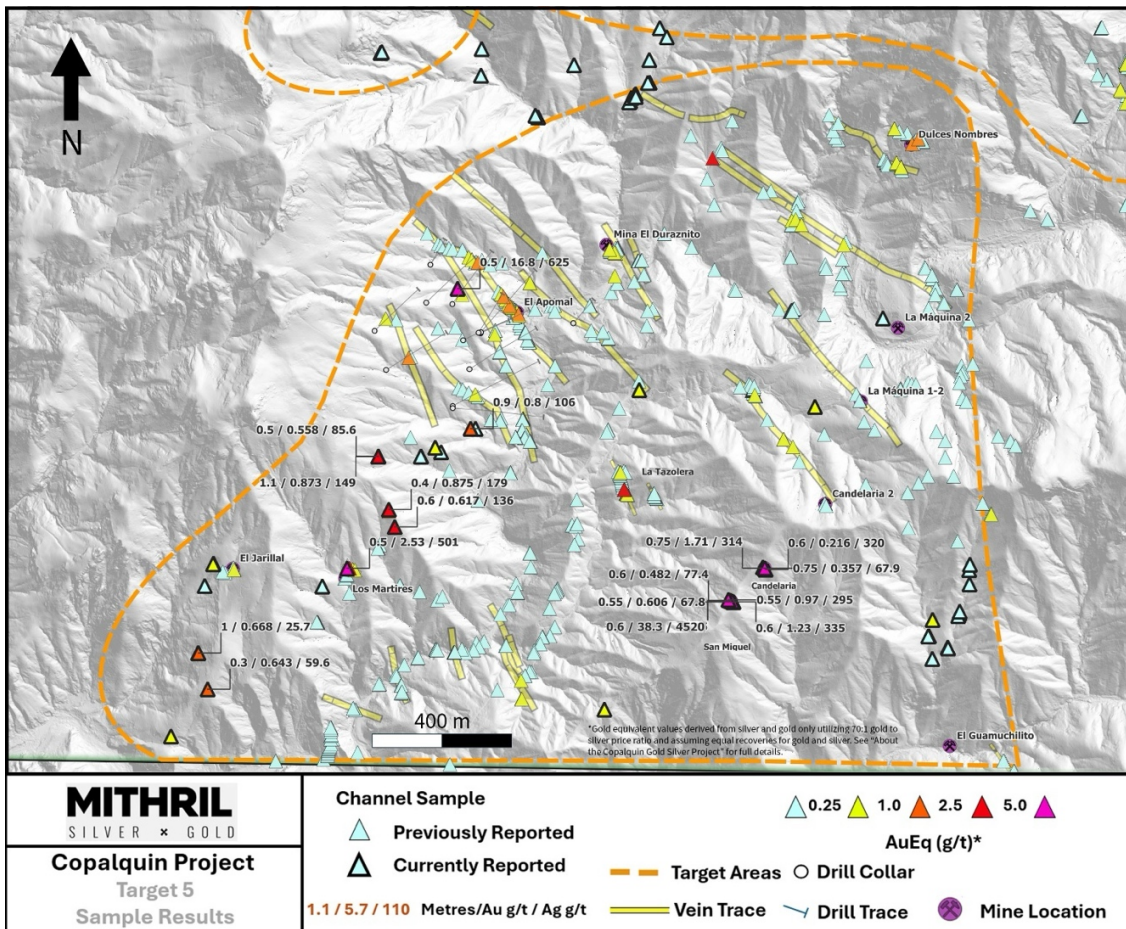 N
Dulces Nombres
Mina El Duraznito
0.5 / 16.8 / 625
El Apomal
La Máquina 2
La Máquina 1-2
0.9 / 0.8 / 106
0.5 / 0.558 / 85.6
1.1 / 0.873 / 149
0.4 / 0.875 / 179
0.6 / 0.617 / 136
La Tazolera
Candelaria 2
0.5 / 2.53 / 501
El Jarillal
Los Martires
0.75 / 1.71 / 314
0.6 / 0.216 / 320
0.75 / 0.357 / 67.9
Candelaria
0.6 / 0.482 / 77.4
0.55 / 0.606 / 67.8
0.55 / 0.97 / 295
0.6 / 38.3 / 4520
0.6 / 1.23 / 335
San Miguel
1 / 0.668 / 25.7
0.3 / 0.643 / 59.6
400 m
*Gold equivalent values derived from silver and gold only utilizing 70:1 gold to
silver price ratio and assuming equal recoveries for gold and silver. See "About
the Copalquin Gold Silver Project" for full details.
El Guamuchilito
MITHRIL
SILVER × GOLD
Copalquin Project
Target 5
Sample Results
Channel Sample
Previously Reported
Currently Reported
1.1 / 5.7 / 110 Metres/Au g/t / Ag g/t
0.25 1.0 2.5 5.0
AuEq (g/t)*
Target Areas
Drill Collar
Vein Trace
Drill Trace
Mine Location